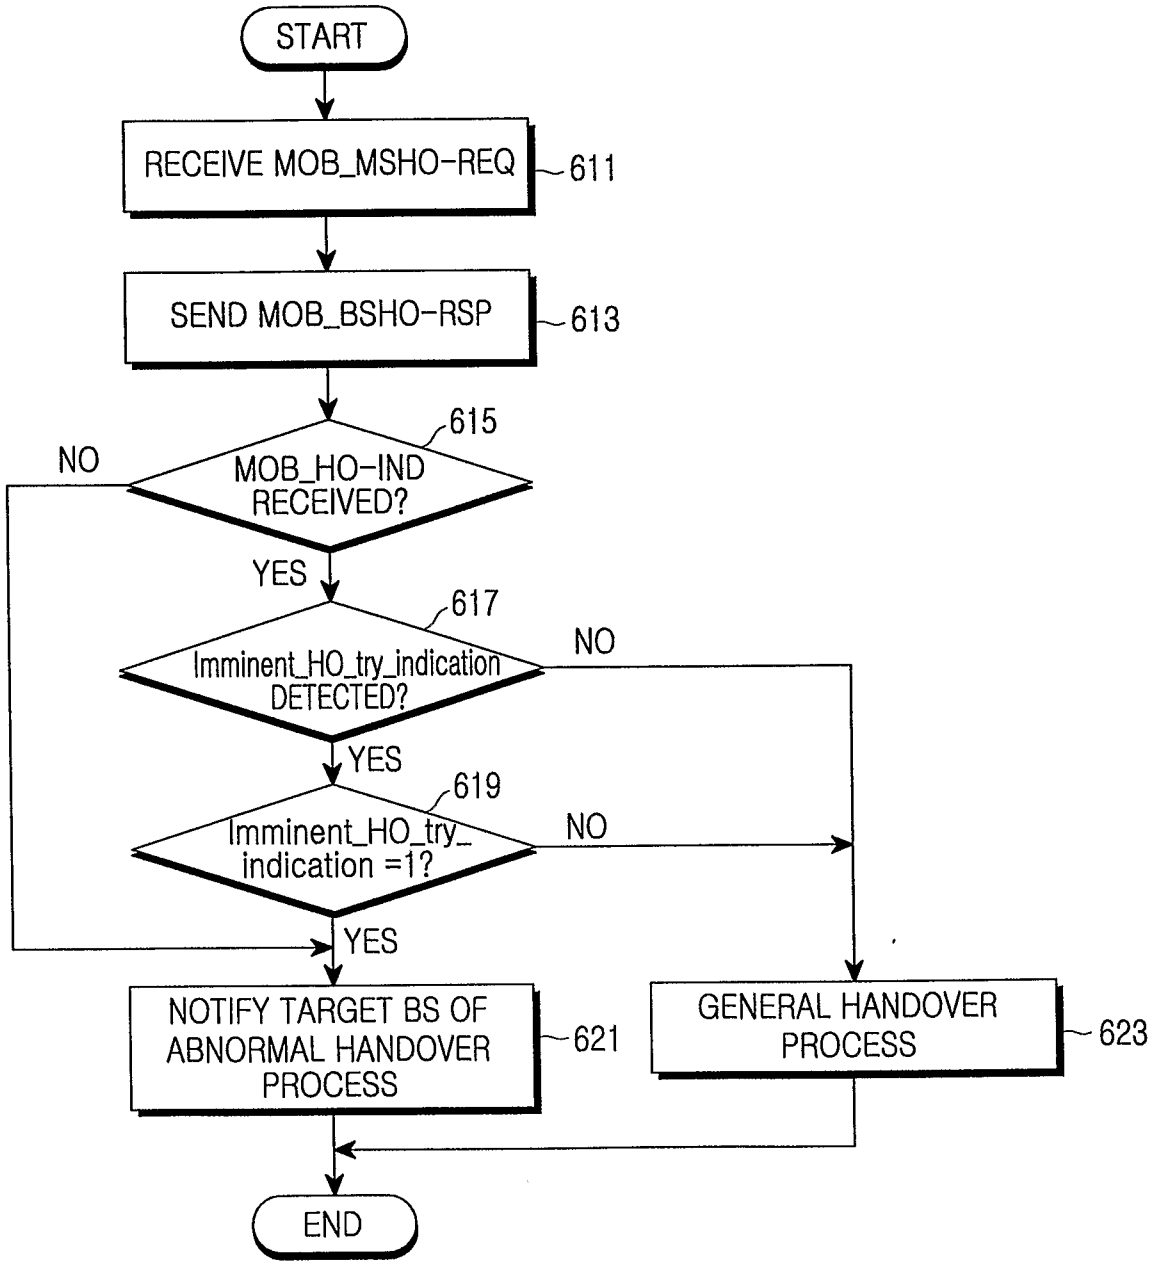 START
RECEIVE MOB_MSHO-REQ
611
SEND MOB_BSHO-RSP
613
615
NO
MOB_HO-IND
RECEIVED?
YES
617
NO
Imminent_HO_try_indication
DETECTED?
YES
619
NO
Imminent_HO_try_
indication =1?
YES
NOTIFY TARGET BS OF
ABNORMAL HANDOVER
PROCESS
621
GENERAL HANDOVER
PROCESS
623
END